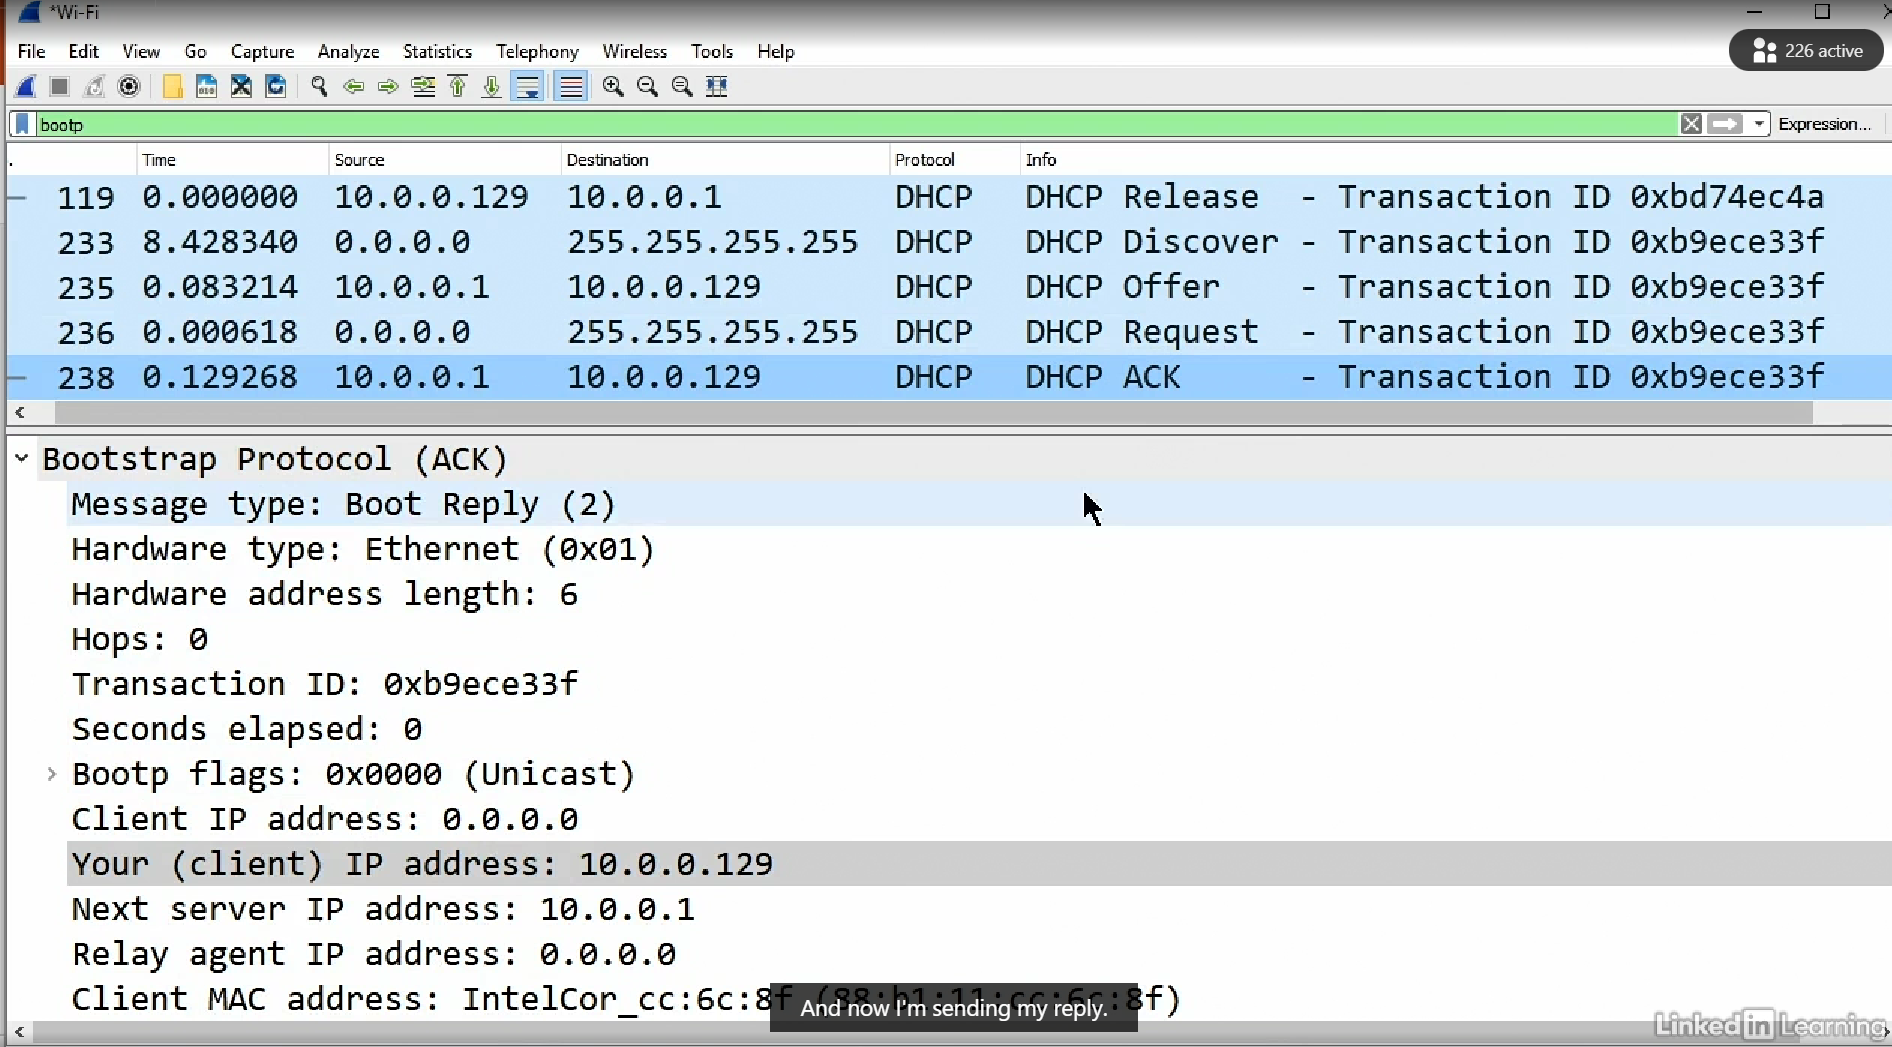 *Wi-Fi
File Edit View Go Capture Analyze Statistics Telephony Wireless Tools Help
226 active
bootp
Expression...
. Time Source Destination Protocol Info
119 0.000000 10.0.0.129 10.0.0.1 DHCP DHCP Release - Transaction ID 0xbd74ec4a
233 8.428340 0.0.0.0 255.255.255.255 DHCP DHCP Discover - Transaction ID 0xb9ece33f
235 0.083214 10.0.0.1 10.0.0.129 DHCP DHCP Offer - Transaction ID 0xb9ece33f
236 0.000618 0.0.0.0 255.255.255.255 DHCP DHCP Request - Transaction ID 0xb9ece33f
238 0.129268 10.0.0.1 10.0.0.129 DHCP DHCP ACK - Transaction ID 0xb9ece33f
Bootstrap Protocol (ACK)
Message type: Boot Reply (2)
Hardware type: Ethernet (0x01)
Hardware address length: 6
Hops: 0
Transaction ID: 0xb9ece33f
Seconds elapsed: 0
Bootp flags: 0x0000 (Unicast)
Client IP address: 0.0.0.0
Your (client) IP address: 10.0.0.129
Next server IP address: 10.0.0.1
Relay agent IP address: 0.0.0.0
Client MAC address: IntelCor_cc:6c:8f (88:b1:11:cc:6c:8f)
And now I'm sending my reply.
Linked in Learning